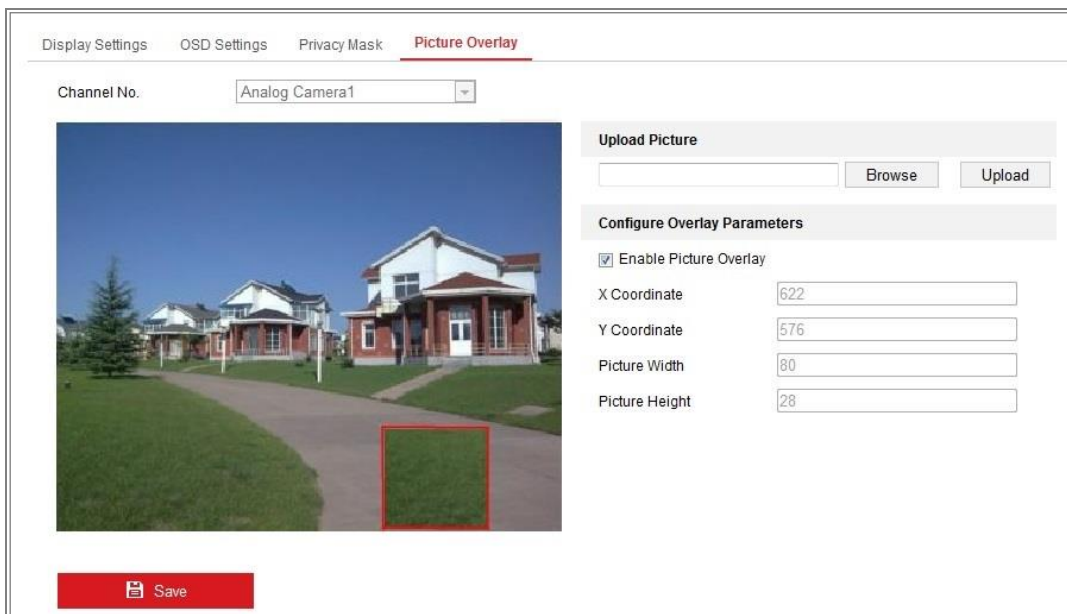 Display Settings OSD Settings Privacy Mask Picture Overlay
Channel No. Analog Camera1
Upload Picture
Browse Upload
Configure Overlay Parameters
Enable Picture Overlay
X Coordinate 622
Y Coordinate 576
Picture Width 80
Picture Height 28
Save